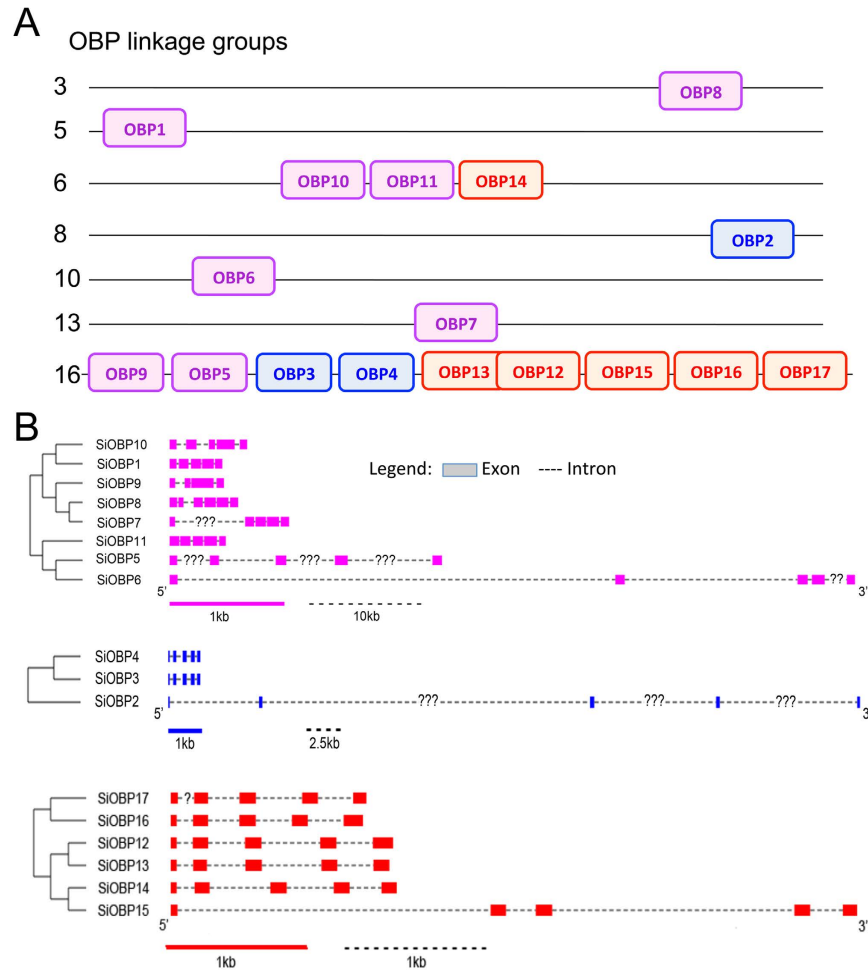 A
OBP linkage groups
3 OBP8
5 OBP1
6 OBP10 OBP11 OBP14
8 OBP2
10 OBP6
13 OBP7
16 OBP9 OBP5 OBP3 OBP4 OBP13 OBP12 OBP15 OBP16 OBP17
B
SiOBP10
SiOBP1
Legend: Exon ---- Intron
SiOBP9
SiOBP8
SiOBP7 ???
SiOBP11
SiOBP5 ??? ??? ???
SiOBP6 ??
5' 3'
1kb 10kb
SiOBP4
SiOBP3
SiOBP2 ??? ??? ???
5' 3'
1kb 2.5kb
SiOBP17 ?
SiOBP16
SiOBP12
SiOBP13
SiOBP14
SiOBP15
5' 3'
1kb 1kb